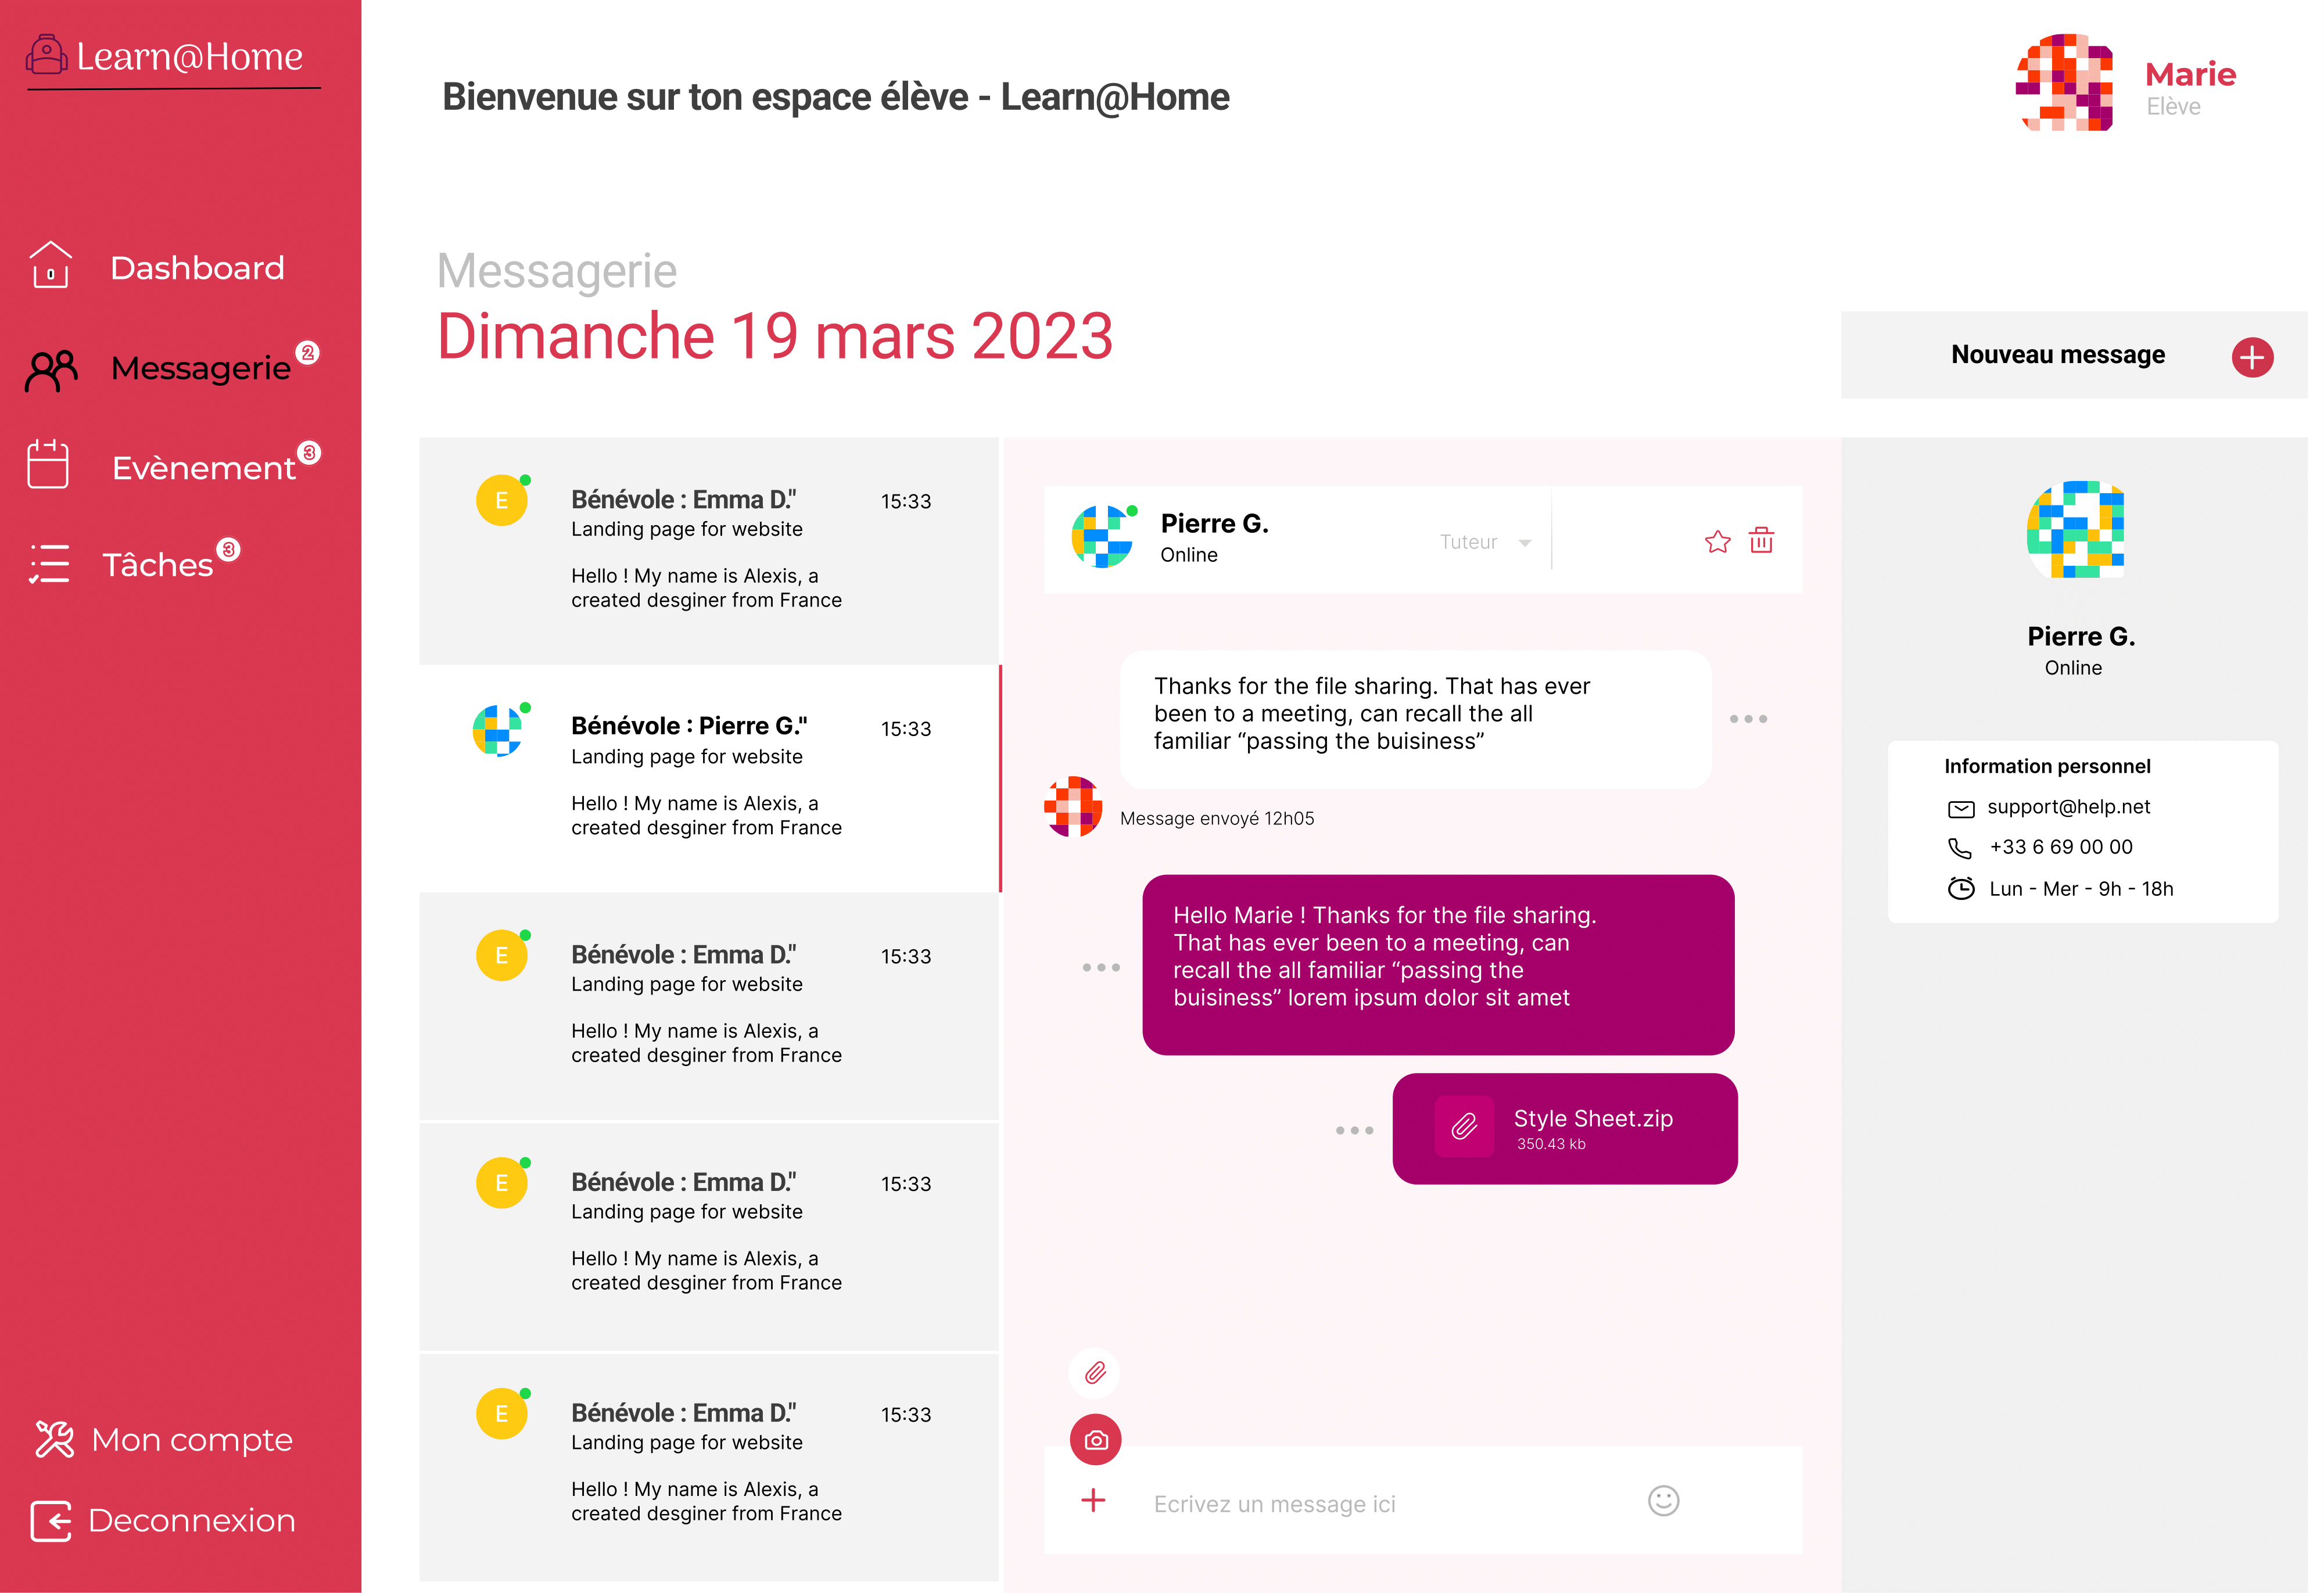 Learn@Home
Dashboard
Messagerie 2
Evènement 3
Tâches 3
Mon compte
Deconnexion
Bienvenue sur ton espace élève - Learn@Home
Marie
Elève
Messagerie
Dimanche 19 mars 2023
Nouveau message
E
Bénévole : Emma D." 15:33
Landing page for website
Hello ! My name is Alexis, a
created desginer from France
Bénévole : Pierre G." 15:33
Landing page for website
Hello ! My name is Alexis, a
created desginer from France
E
Bénévole : Emma D." 15:33
Landing page for website
Hello ! My name is Alexis, a
created desginer from France
E
Bénévole : Emma D." 15:33
Landing page for website
Hello ! My name is Alexis, a
created desginer from France
E
Bénévole : Emma D." 15:33
Landing page for website
Hello ! My name is Alexis, a
created desginer from France
Pierre G.
Online
Tuteur
Thanks for the file sharing. That has ever
been to a meeting, can recall the all
familiar “passing the buisiness”
Message envoyé 12h05
Hello Marie ! Thanks for the file sharing.
That has ever been to a meeting, can
recall the all familiar “passing the
buisiness” lorem ipsum dolor sit amet
Style Sheet.zip
350.43 kb
Ecrivez un message ici
Pierre G.
Online
Information personnel
support@help.net
+33 6 69 00 00
Lun - Mer - 9h - 18h